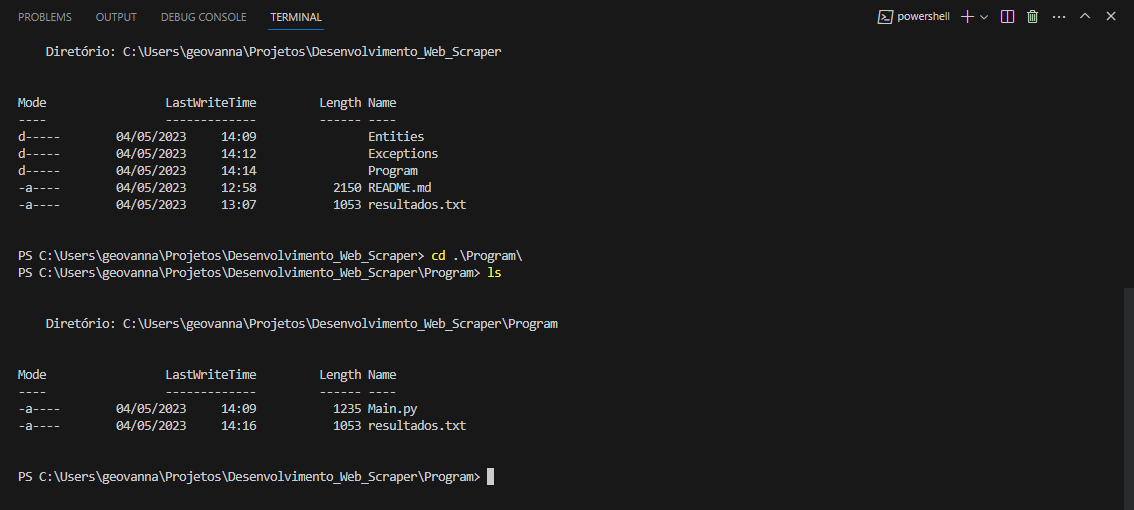 PROBLEMS OUTPUT DEBUG CONSOLE TERMINAL powershell
Diretório: C:\Users\geovanna\Projetos\Desenvolvimento_Web_Scraper
Mode LastWriteTime Length Name
---- ------------- ------ ----
d----- 04/05/2023 14:09 Entities
d----- 04/05/2023 14:12 Exceptions
d----- 04/05/2023 14:14 Program
-a---- 04/05/2023 12:58 2150 README.md
-a---- 04/05/2023 13:07 1053 resultados.txt
PS C:\Users\geovanna\Projetos\Desenvolvimento_Web_Scraper> cd .\Program\
PS C:\Users\geovanna\Projetos\Desenvolvimento_Web_Scraper\Program> ls
Diretório: C:\Users\geovanna\Projetos\Desenvolvimento_Web_Scraper\Program
Mode LastWriteTime Length Name
---- ------------- ------ ----
-a---- 04/05/2023 14:09 1235 Main.py
-a---- 04/05/2023 14:16 1053 resultados.txt
PS C:\Users\geovanna\Projetos\Desenvolvimento_Web_Scraper\Program>